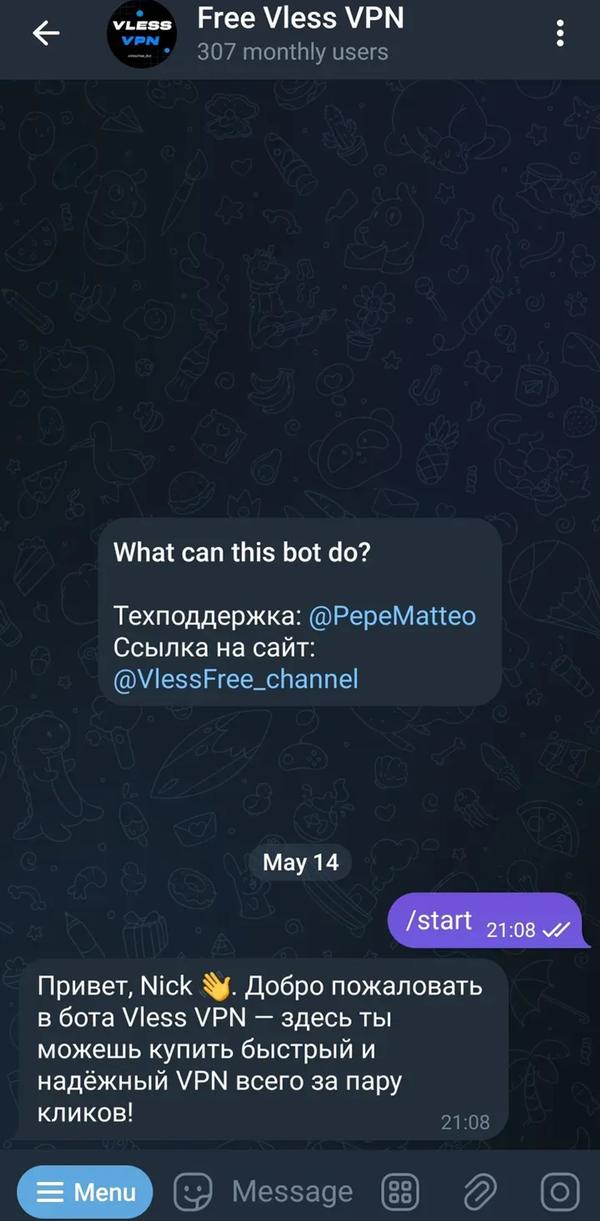 VLESS
VPN
Free Vless VPN
307 monthly users
What can this bot do?
Техподдержка: @PepeMatteo
Ссылка на сайт:
@VlessFree_channel
May 14
/start 21:08
Привет, Nick 👋. Добро пожаловать
в бота Vless VPN — здесь ты
можешь купить быстрый и
надёжный VPN всего за пару
кликов!
21:08
Menu
Message